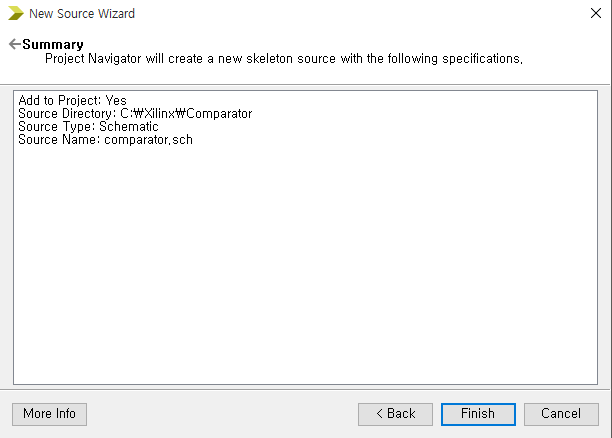 New Source Wizard
Summary
Project Navigator will create a new skeleton source with the following specifications.
Add to Project: Yes
Source Directory: C:₩Xilinx₩Comparator
Source Type: Schematic
Source Name: comparator.sch
More Info
< Back
Finish
Cancel